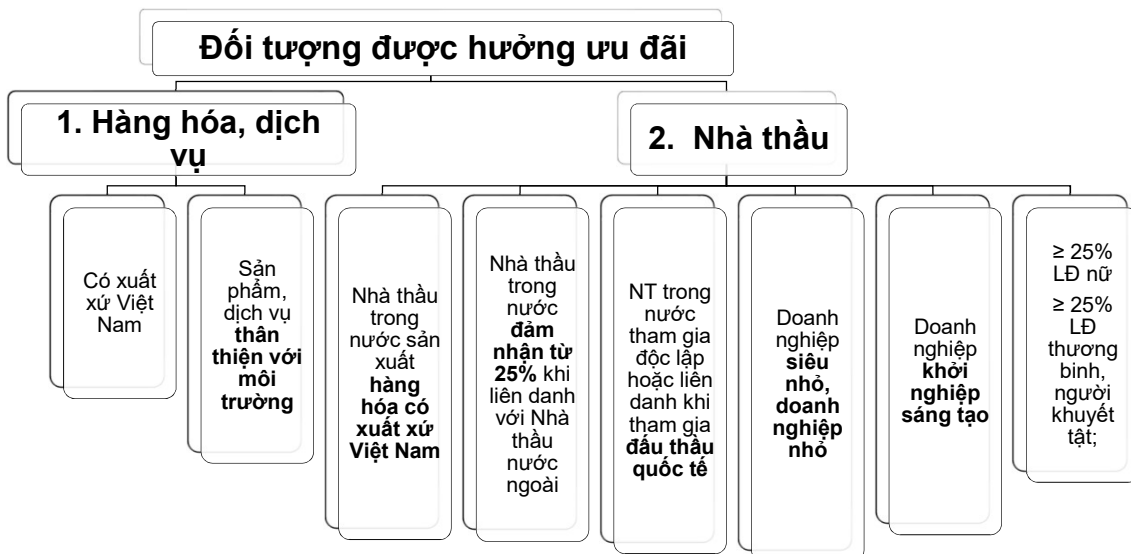 Đối tượng được hưởng ưu đãi
1. Hàng hóa, dịch
vụ
2. Nhà thầu
Có xuất
xứ Việt
Nam
Sản
phẩm,
dịch vụ
thân
thiện với
môi
trường
Nhà thầu
trong
nước sản
xuất
hàng
hóa có
xuất xứ
Việt Nam
Nhà thầu
trong
nước
đảm
nhận từ
25% khi
liên danh
với Nhà
thầu
nước
ngoài
NT trong
nước
tham gia
độc lập
hoặc liên
danh khi
tham gia
đấu thầu
quốc tế
Doanh
nghiệp
siêu
nhỏ,
doanh
nghiệp
nhỏ
Doanh
nghiệp
khởi
nghiệp
sáng tạo
≥ 25%
LĐ nữ
≥ 25%
LĐ
thương
binh,
người
khuyết
tật;